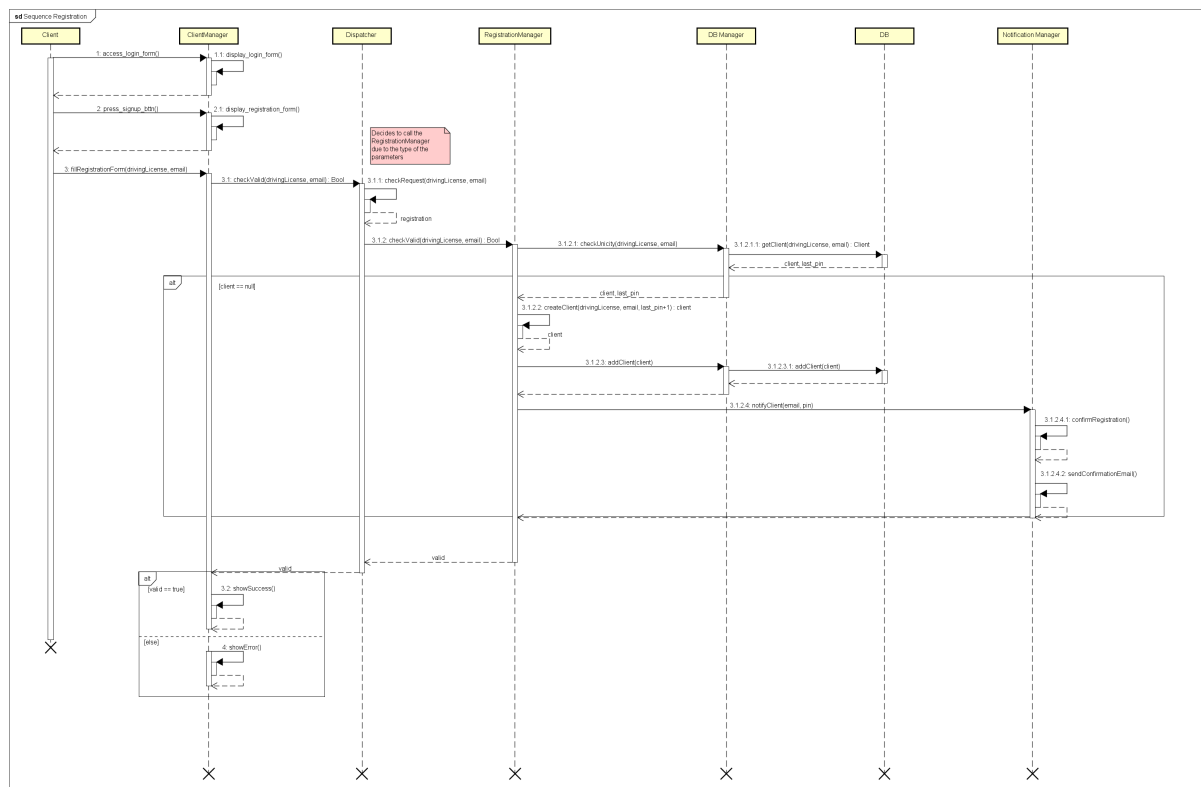 sd Sequence Registration
Client
ClientManager
Dispatcher
RegistrationManager
DB Manager
DB
Notification Manager
1: access_login_form()
1.1: display_login_form()
2: press_signup_bttn()
2.1: display_registration_form()
Decides to call the
RegistrationManager
due to the type of the
parameters
3: fillRegistrationForm(drivingLicense, email)
3.1: checkValid(drivingLicense, email) : Bool
3.1.1: checkRequest(drivingLicense, email)
registration
3.1.2: checkValid(drivingLicense, email) : Bool
3.1.2.1: checkUnicity(drivingLicense, email)
3.1.2.1.1: getClient(drivingLicense, email) : Client
client, last_pin
alt
[client == null]
client, last_pin
3.1.2.2: createClient(drivingLicense, email, last_pin+1) : client
client
3.1.2.3: addClient(client)
3.1.2.3.1: addClient(client)
3.1.2.4: notifyClient(email, pin)
3.1.2.4.1: confirmRegistration()
3.1.2.4.2: sendConfirmationEmail()
valid
valid
alt
[valid == true]
3.2: showSuccess()
[else]
4: showError()